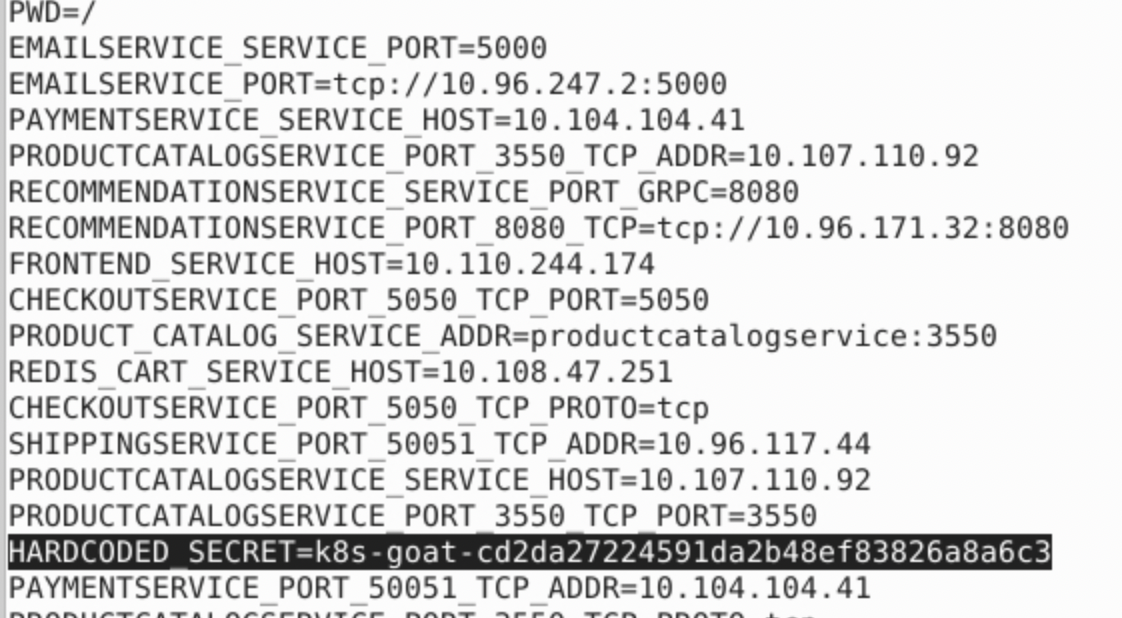 PWD=/
EMAILSERVICE_SERVICE_PORT=5000
EMAILSERVICE_PORT=tcp://10.96.247.2:5000
PAYMENTSERVICE_SERVICE_HOST=10.104.104.41
PRODUCTCATALOGSERVICE_PORT_3550_TCP_ADDR=10.107.110.92
RECOMMENDATIONSERVICE_SERVICE_PORT_GRPC=8080
RECOMMENDATIONSERVICE_PORT_8080_TCP=tcp://10.96.171.32:8080
FRONTEND_SERVICE_HOST=10.110.244.174
CHECKOUTSERVICE_PORT_5050_TCP_PORT=5050
PRODUCT_CATALOG_SERVICE_ADDR=productcatalogservice:3550
REDIS_CART_SERVICE_HOST=10.108.47.251
CHECKOUTSERVICE_PORT_5050_TCP_PROTO=tcp
SHIPPINGSERVICE_PORT_50051_TCP_ADDR=10.96.117.44
PRODUCTCATALOGSERVICE_SERVICE_HOST=10.107.110.92
PRODUCTCATALOGSERVICE_PORT_3550_TCP_PORT=3550
HARDCODED_SECRET=k8s-goat-cd2da27224591da2b48ef83826a8a6c3
PAYMENTSERVICE_PORT_50051_TCP_ADDR=10.104.104.41
PRODUCTCATALOGSERVICE_PORT_3550_TCP_PROTO=tcp